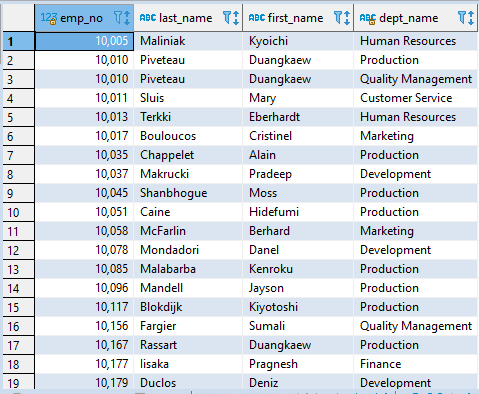 123 emp_no ABC last_name ABC first_name ABC dept_name
1 10,005 Maliniak Kyoichi Human Resources
2 10,010 Piveteau Duangkaew Production
3 10,010 Piveteau Duangkaew Quality Management
4 10,011 Sluis Mary Customer Service
5 10,013 Terkki Eberhardt Human Resources
6 10,017 Bouloucos Cristinel Marketing
7 10,035 Chappelet Alain Production
8 10,037 Makrucki Pradeep Development
9 10,045 Shanbhogue Moss Production
10 10,051 Caine Hidefumi Production
11 10,058 McFarlin Berhard Marketing
12 10,078 Mondadori Danel Development
13 10,085 Malabarba Kenroku Production
14 10,096 Mandell Jayson Production
15 10,117 Blokdijk Kiyotoshi Production
16 10,156 Fargier Sumali Quality Management
17 10,167 Rassart Duangkaew Production
18 10,177 Iisaka Pragnesh Finance
19 10,179 Duclos Deniz Development